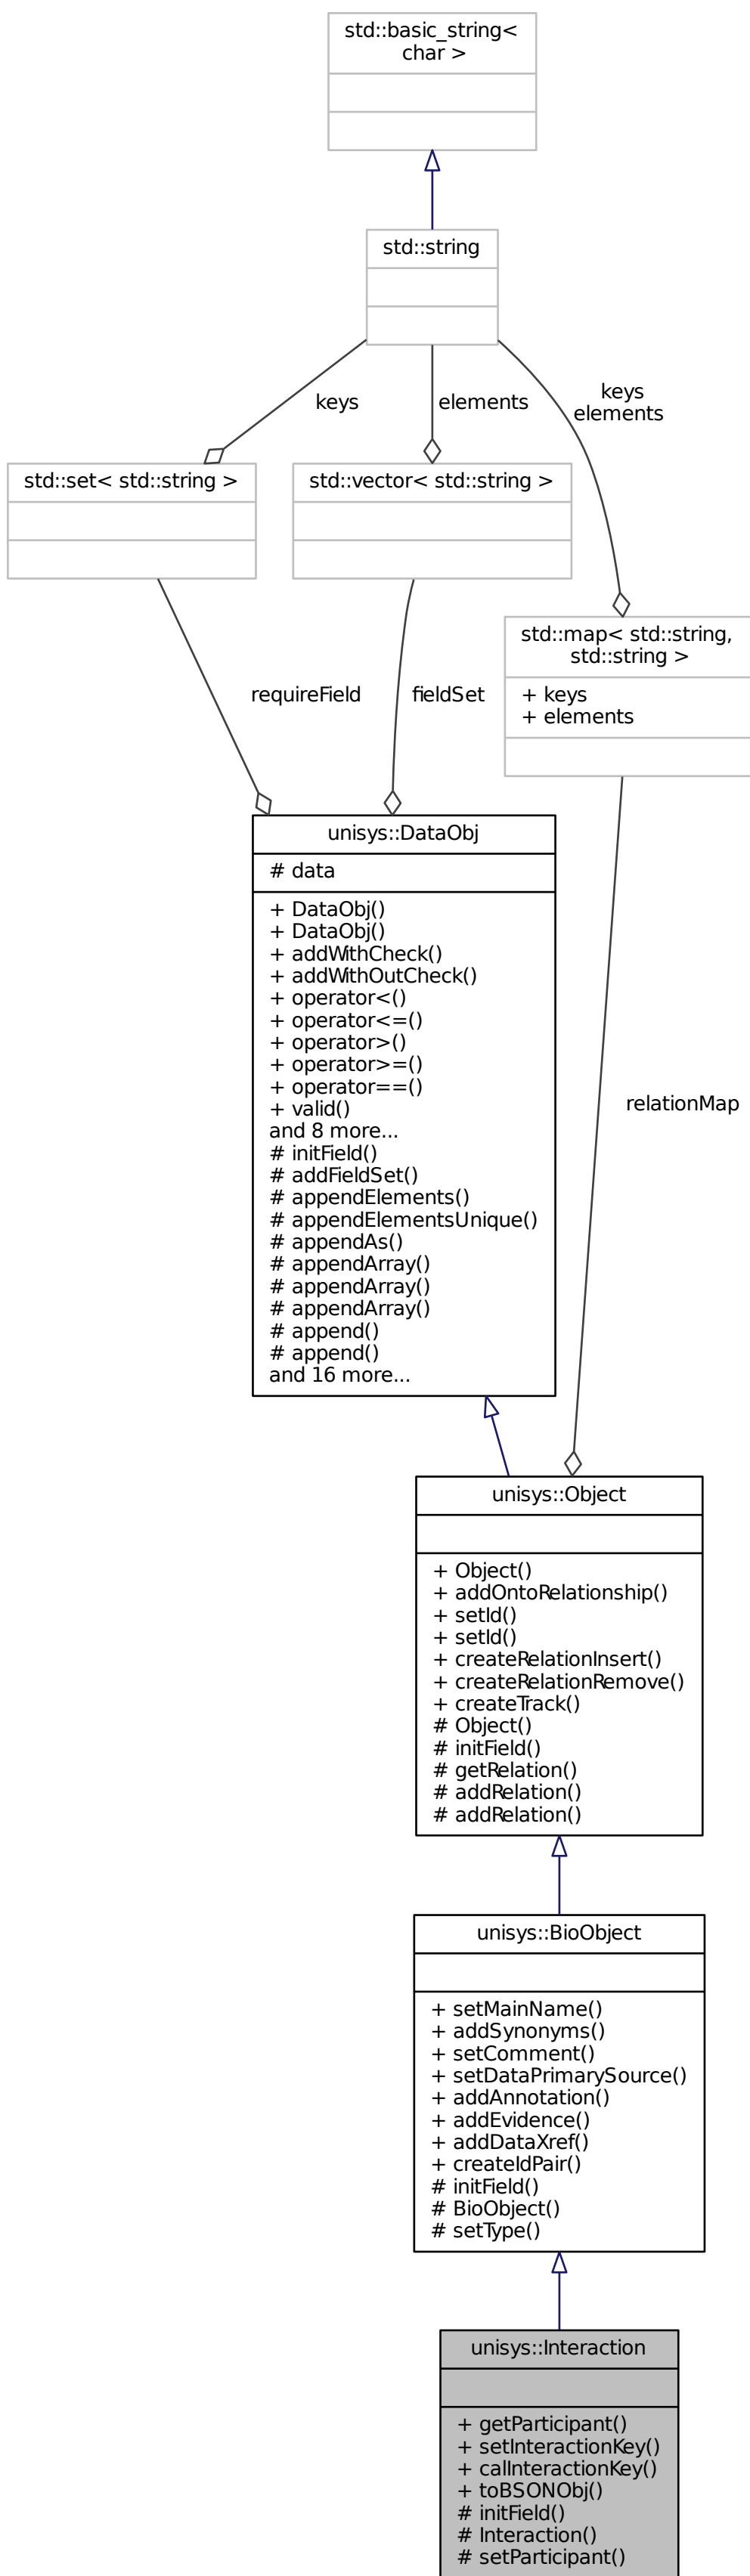 std::basic_string<
char >
std::string
keys
elements
keys
elements
std::set< std::string >
std::vector< std::string >
std::map< std::string,
std::string >
+ keys
+ elements
requireField
fieldSet
unisys::DataObj
# data
+ DataObj()
+ DataObj()
+ addWithCheck()
+ addWithOutCheck()
+ operator<()
+ operator<=()
+ operator>()
+ operator>=()
+ operator==()
+ valid()
and 8 more...
# initField()
# addFieldSet()
# appendElements()
# appendElementsUnique()
# appendAs()
# appendArray()
# appendArray()
# appendArray()
# append()
# append()
and 16 more...
relationMap
unisys::Object
+ Object()
+ addOntoRelationship()
+ setId()
+ setId()
+ createRelationInsert()
+ createRelationRemove()
+ createTrack()
# Object()
# initField()
# getRelation()
# addRelation()
# addRelation()
unisys::BioObject
+ setMainName()
+ addSynonyms()
+ setComment()
+ setDataPrimarySource()
+ addAnnotation()
+ addEvidence()
+ addDataXref()
+ createIdPair()
# initField()
# BioObject()
# setType()
unisys::Interaction
+ getParticipant()
+ setInteractionKey()
+ callInteractionKey()
+ toBSONObj()
# initField()
# Interaction()
# setParticipant()